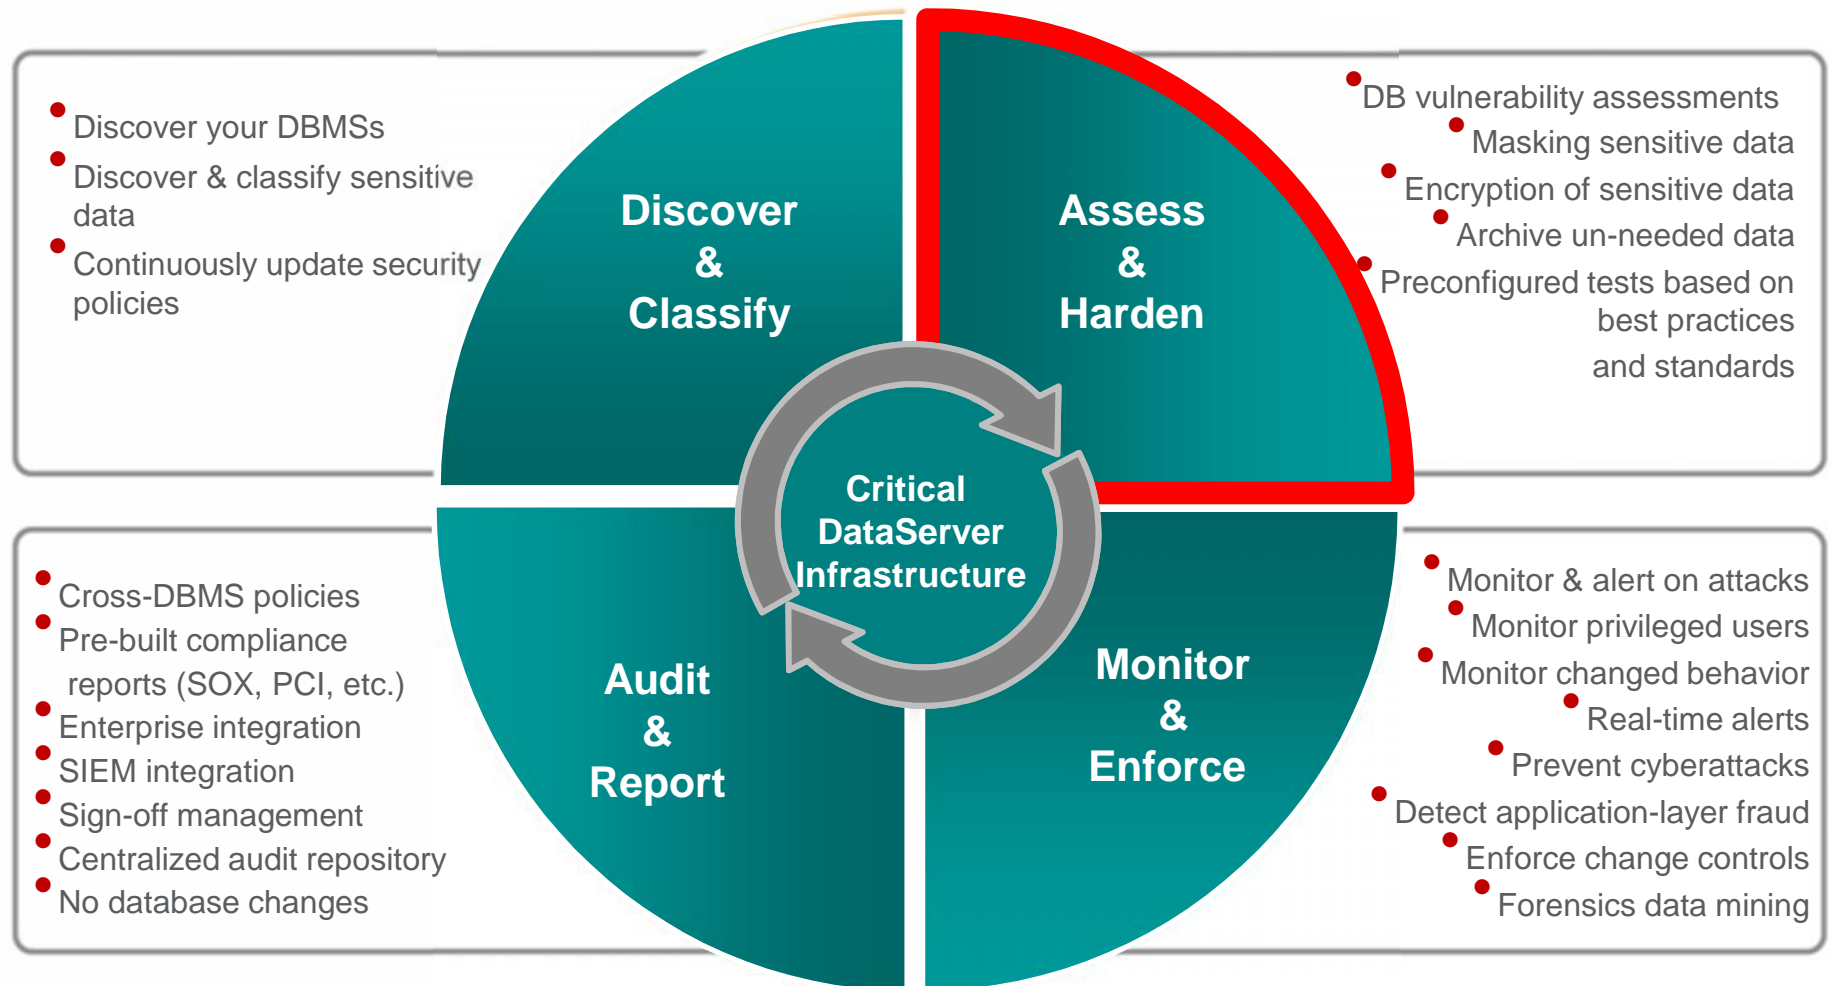 Discover your DBMSs
Discover & classify sensitive
data
Continuously update security
policies
Discover
&
Classify
Assess
&
Harden
DB vulnerability assessments
Masking sensitive data
Encryption of sensitive data
Archive un-needed data
Preconfigured tests based on
best practices
and standards
Critical
DataServer
Infrastructure
Cross-DBMS policies
Pre-built compliance
reports (SOX, PCI, etc.)
Enterprise integration
SIEM integration
Sign-off management
Centralized audit repository
No database changes
Audit
&
Report
Monitor
&
Enforce
Monitor & alert on attacks
Monitor privileged users
Monitor changed behavior
Real-time alerts
Prevent cyberattacks
Detect application-layer fraud
Enforce change controls
Forensics data mining